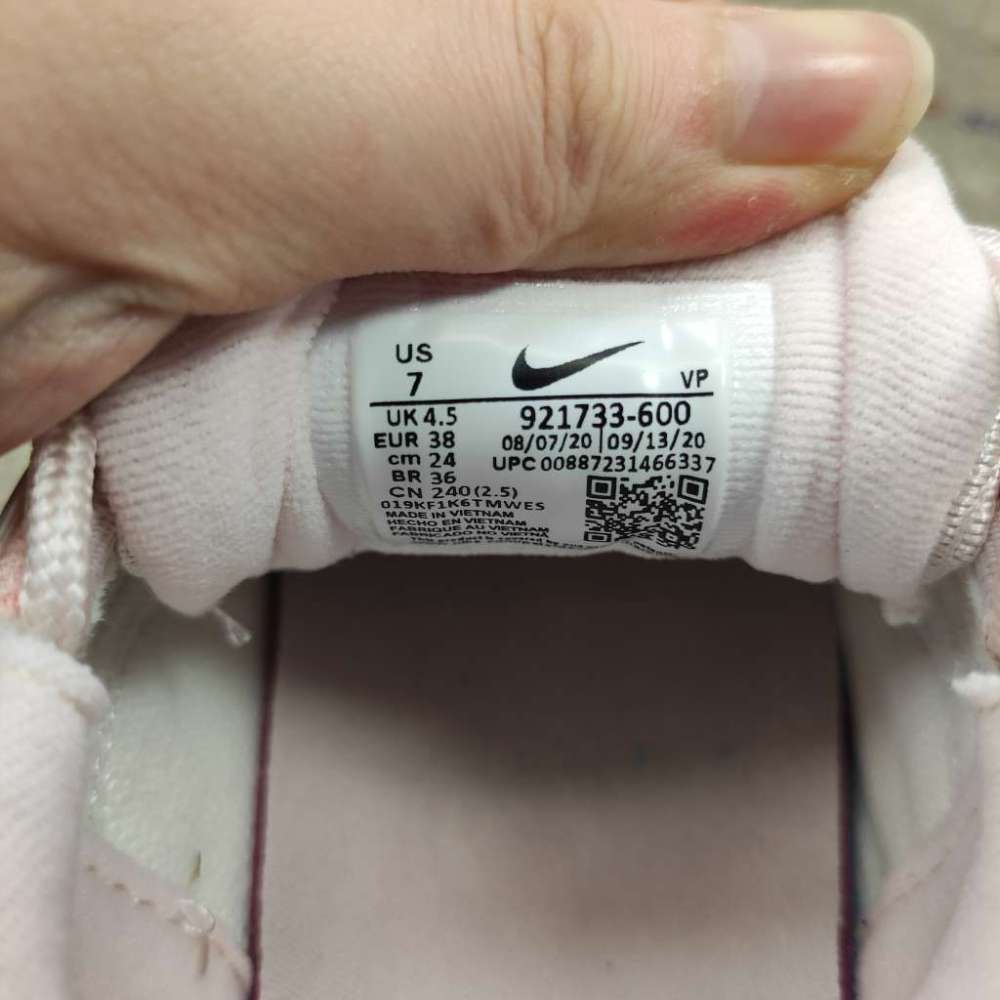 US
7
VP
UK 4.5
921733-600
EUR 38
08/07/20 09/13/20
cm 24
UPC 00887231466337
BR 36
CN 240(2.5)
019KF1K6TMWES
MADE IN VIETNAM
HECHO EN VIETNAM
FABRIQUE AU VIETNAM
FABRICADO NO VIETNA